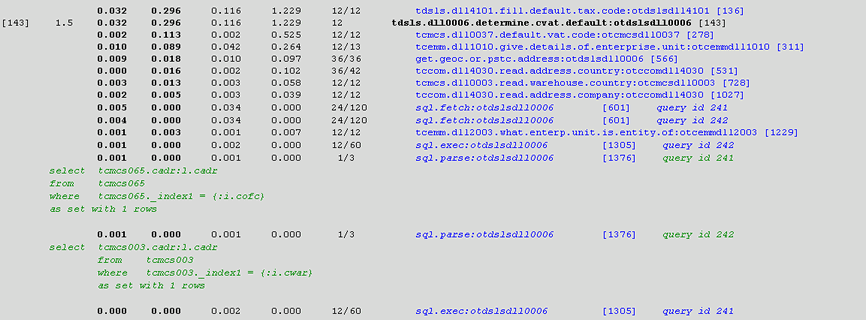 0.032 0.296 0.116 1.229 12/12 tdsls.dll4101.fill.default.tax.code:otdslsdll4101 [136]
[143] 1.5 0.032 0.296 0.116 1.229 12 tdsls.dll0006.determine.cvat.default:otdslsdll0006 [143]
0.002 0.113 0.002 0.525 12/12 tcmcs.dll0037.default.vat.code:otcmcsdll0037 [278]
0.010 0.089 0.042 0.264 12/13 tcemm.dll1010.give.details.of.enterprise.unit:otcemmdll1010 [311]
0.009 0.018 0.010 0.097 36/36 get.geoc.or.pstc.address:otdslsdll0006 [566]
0.000 0.016 0.002 0.102 36/42 tccom.dll4030.read.address.country:otccomdll4030 [531]
0.003 0.013 0.003 0.058 12/12 tcmcs.dll0003.read.warehouse.country:otcmcsdll0003 [728]
0.002 0.005 0.003 0.039 12/12 tccom.dll4030.read.address.company:otccomdll4030 [1027]
0.005 0.000 0.034 0.000 24/120 sql.fetch:otdslsdll0006 [601] query id 241
0.004 0.000 0.034 0.000 24/120 sql.fetch:otdslsdll0006 [601] query id 242
0.001 0.003 0.001 0.007 12/12 tcemm.dll2003.what.enterp.unit.is.entity.of:otcemmdll2003 [1229]
0.001 0.000 0.002 0.000 12/60 sql.exec:otdslsdll0006 [1305] query id 242
0.001 0.000 0.001 0.000 1/3 sql.parse:otdslsdll0006 [1376] query id 241
select tcmcs065.cadr:l.cadr
from tcmcs065
where tcmcs065._index1 = {:i.cofc}
as set with 1 rows
0.001 0.000 0.001 0.000 1/3 sql.parse:otdslsdll0006 [1376] query id 242
select tcmcs003.cadr:l.cadr
from tcmcs003
where tcmcs003._index1 = {:i.cwar}
as set with 1 rows
0.000 0.000 0.002 0.000 12/60 sql.exec:otdslsdll0006 [1305] query id 241